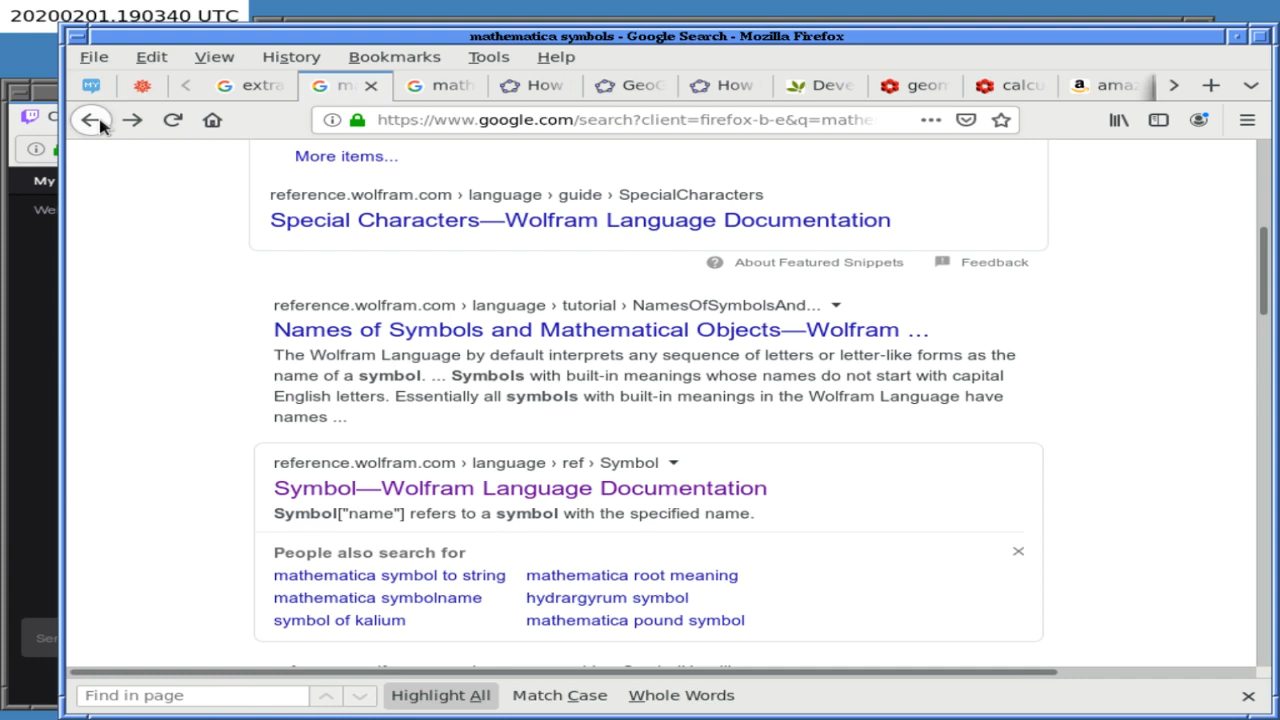 20200201.190340 UTC
mathematica symbols - Google Search - Mozilla Firefox
File Edit View History Bookmarks Tools Help
MY extra m math How GeoG How Deve geom calcu ama
https://www.google.com/search?client=firefox-b-e&q=mathe
My
We
More items...
reference.wolfram.com › language › guide › SpecialCharacters
Special Characters—Wolfram Language Documentation
About Featured Snippets Feedback
reference.wolfram.com › language › tutorial › NamesOfSymbolsAnd...
Names of Symbols and Mathematical Objects—Wolfram ...
The Wolfram Language by default interprets any sequence of letters or letter-like forms as the
name of a symbol. ... Symbols with built-in meanings whose names do not start with capital
English letters. Essentially all symbols with built-in meanings in the Wolfram Language have
names ...
reference.wolfram.com › language › ref › Symbol
Symbol—Wolfram Language Documentation
Symbol["name"] refers to a symbol with the specified name.
People also search for
mathematica symbol to string mathematica root meaning
mathematica symbolname hydrargyrum symbol
symbol of kalium mathematica pound symbol
Sen
Find in page Highlight All Match Case Whole Words